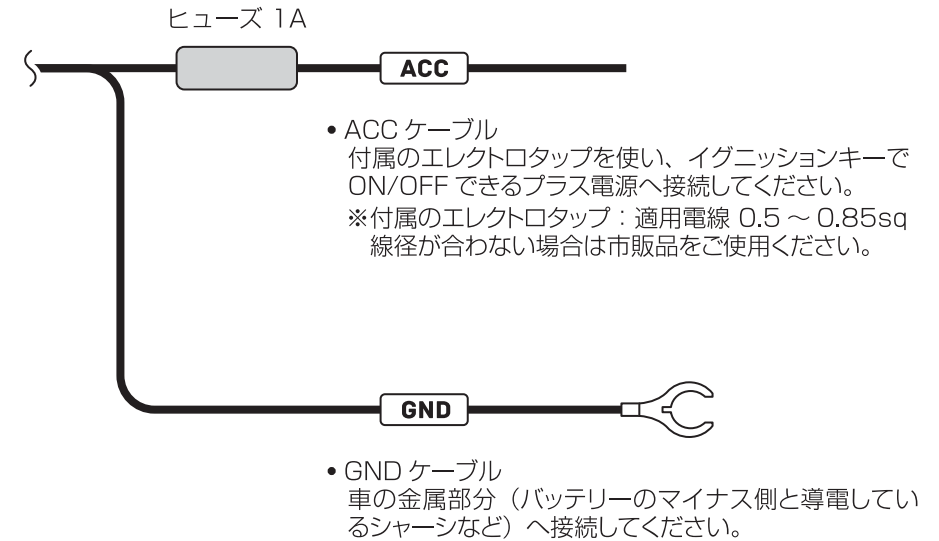 ヒューズ 1A
ACC
• ACC ケーブル
付属のエレクトロタップを使い、イグニッションキーで
ON/OFF できるプラス電源へ接続してください。
※付属のエレクトロタップ：適用電線 0.5 ～ 0.85sq
線径が合わない場合は市販品をご使用ください。
GND
• GND ケーブル
車の金属部分（バッテリーのマイナス側と導電してい
るシャーシなど）へ接続してください。